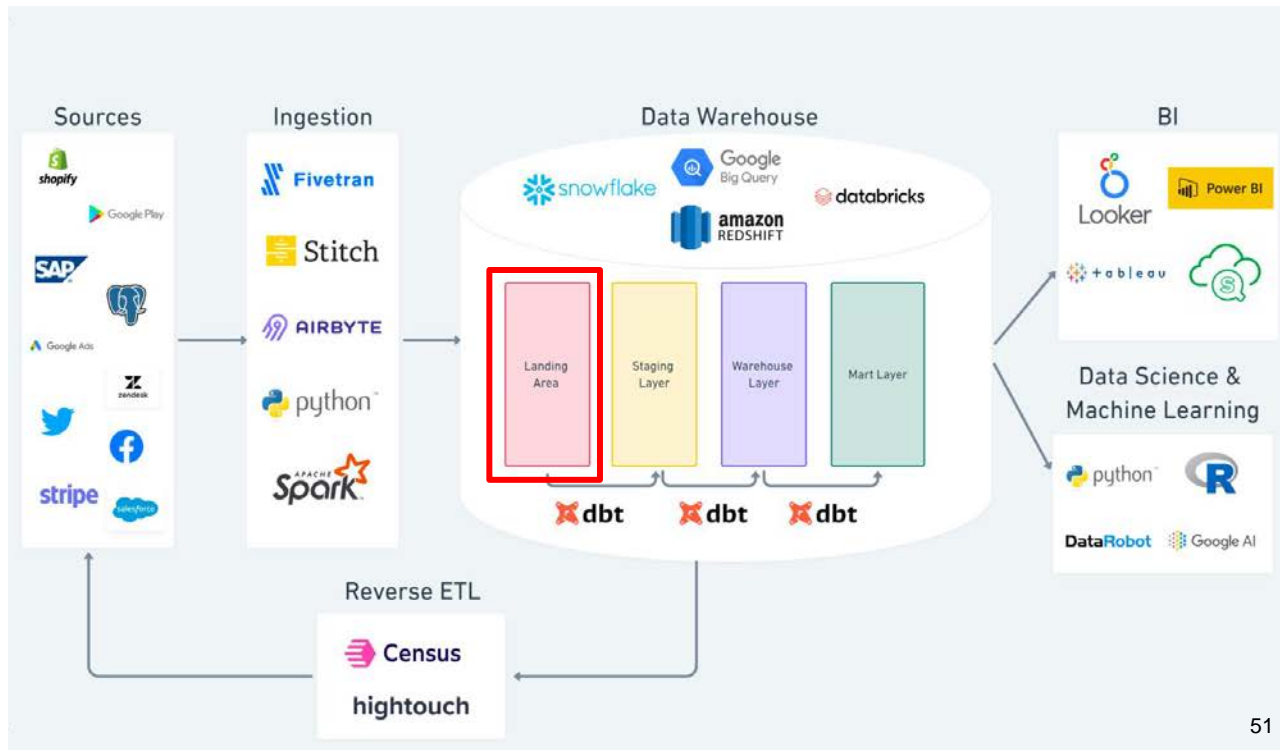 Sources
shopify
Google Play
SAP
Google Ads
zendesk
stripe
salesforce
Ingestion
Fivetran
Stitch
AIRBYTE
python
APACHE
Spark
Data Warehouse
snowflake
Google
Big Query
amazon
REDSHIFT
databricks
Landing
Area
Staging
Layer
Warehouse
Layer
Mart Layer
dbt
dbt
dbt
BI
Looker
Power BI
+ableau
S
Data Science &
Machine Learning
python
R
DataRobot
Google AI
Reverse ETL
Census
hightouch
51